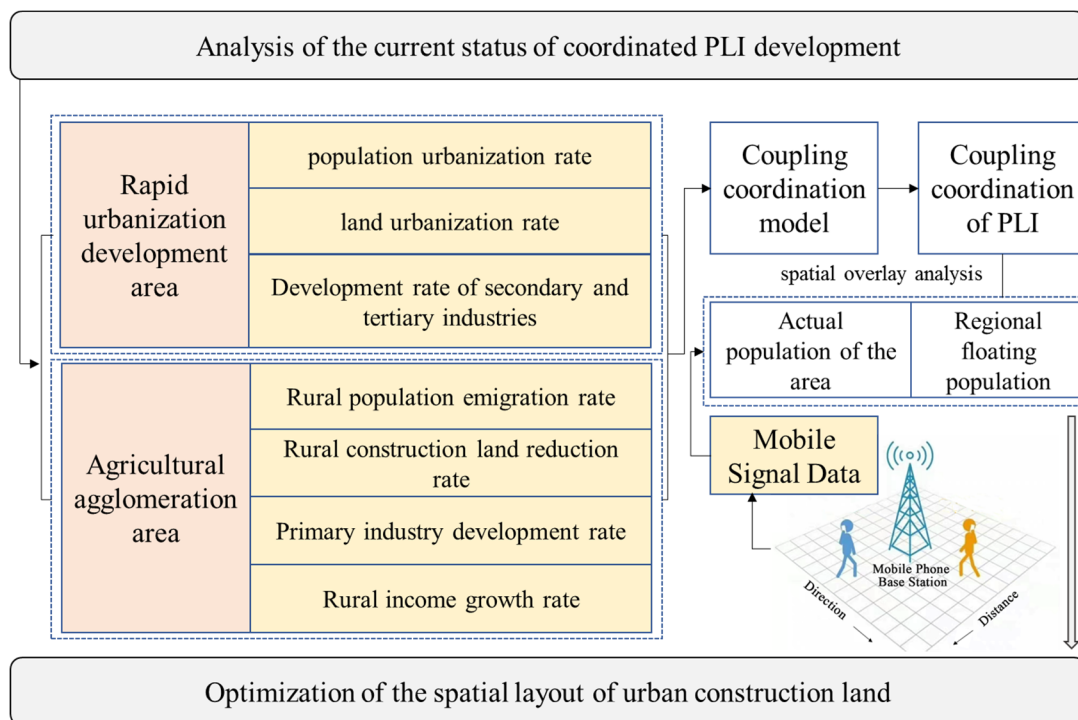 Analysis of the current status of coordinated PLI development
Rapid
urbanization
development
area
population urbanization rate
land urbanization rate
Development rate of secondary and
tertiary industries
Agricultural
agglomeration
area
Rural population emigration rate
Rural construction land reduction
rate
Primary industry development rate
Rural income growth rate
Coupling
coordination
model
Coupling
coordination
of PLI
spatial overlay analysis
Actual
population of the
area
Regional
floating
population
Mobile
Signal Data
Mobile Phone
Base Station
Direction
Distance
Optimization of the spatial layout of urban construction land